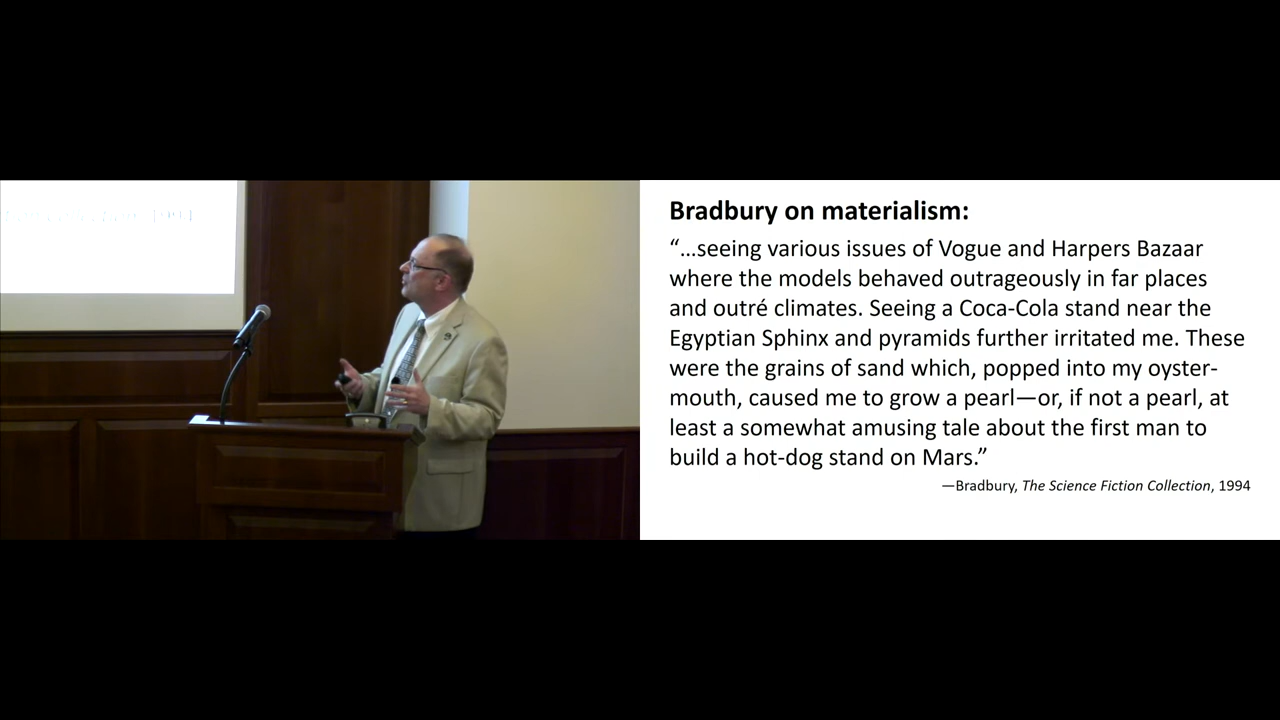 Bradbury on materialism:
“...seeing various issues of Vogue and Harpers Bazaar
where the models behaved outrageously in far places
and outré climates. Seeing a Coca-Cola stand near the
Egyptian Sphinx and pyramids further irritated me. These
were the grains of sand which, popped into my oyster-
mouth, caused me to grow a pearl—or, if not a pearl, at
least a somewhat amusing tale about the first man to
build a hot-dog stand on Mars.”
—Bradbury, The Science Fiction Collection, 1994